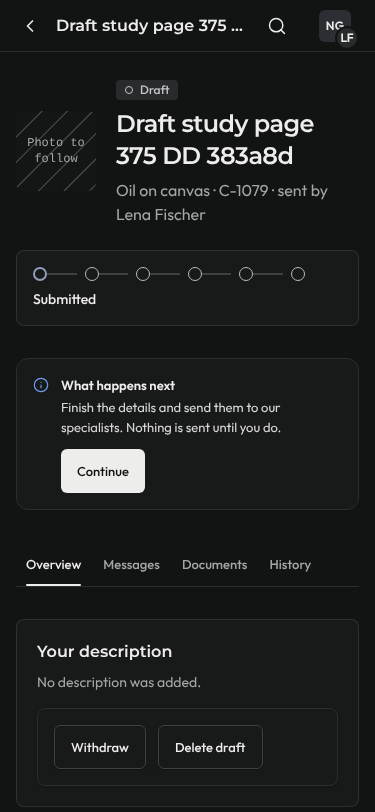 Draft study page 375 ...
NG
LF
Draft
Photo to
follow
Draft study page
375 DD 383a8d
Oil on canvas · C-1079 · sent by
Lena Fischer
Submitted
What happens next
Finish the details and send them to our
specialists. Nothing is sent until you do.
Continue
Overview Messages Documents History
Your description
No description was added.
Withdraw Delete draft